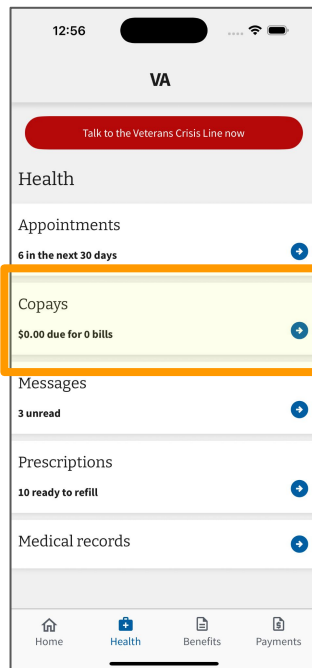 12:56
VA
Talk to the Veterans Crisis Line now
Health
Appointments
6 in the next 30 days
Copays
$0.00 due for 0 bills
Messages
3 unread
Prescriptions
10 ready to refill
Medical records
Home Health Benefits Payments